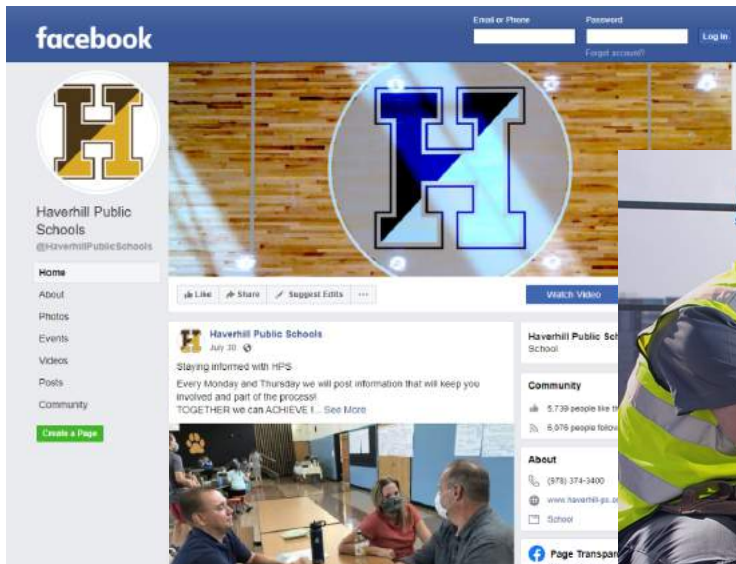 facebook
Email or Phone
Password
Log In
Forgot account?
H
Haverhill Public
Schools
@HaverhillPublicSchools
Home
About
Photos
Events
Videos
Posts
Community
Create a Page
H
Like
Share
Suggest Edits
...
Watch Video
H
Haverhill Public Schools
July 30
Staying informed with HPS
Every Monday and Thursday we will post information that will keep you
involved and part of the process!
TOGETHER we can ACHIEVE !... See More
Haverhill Public Sch
School
Community
5,739 people like th
6,076 people follow
About
(978) 374-3400
www.haverhill-ps.or
School
Page Transpar